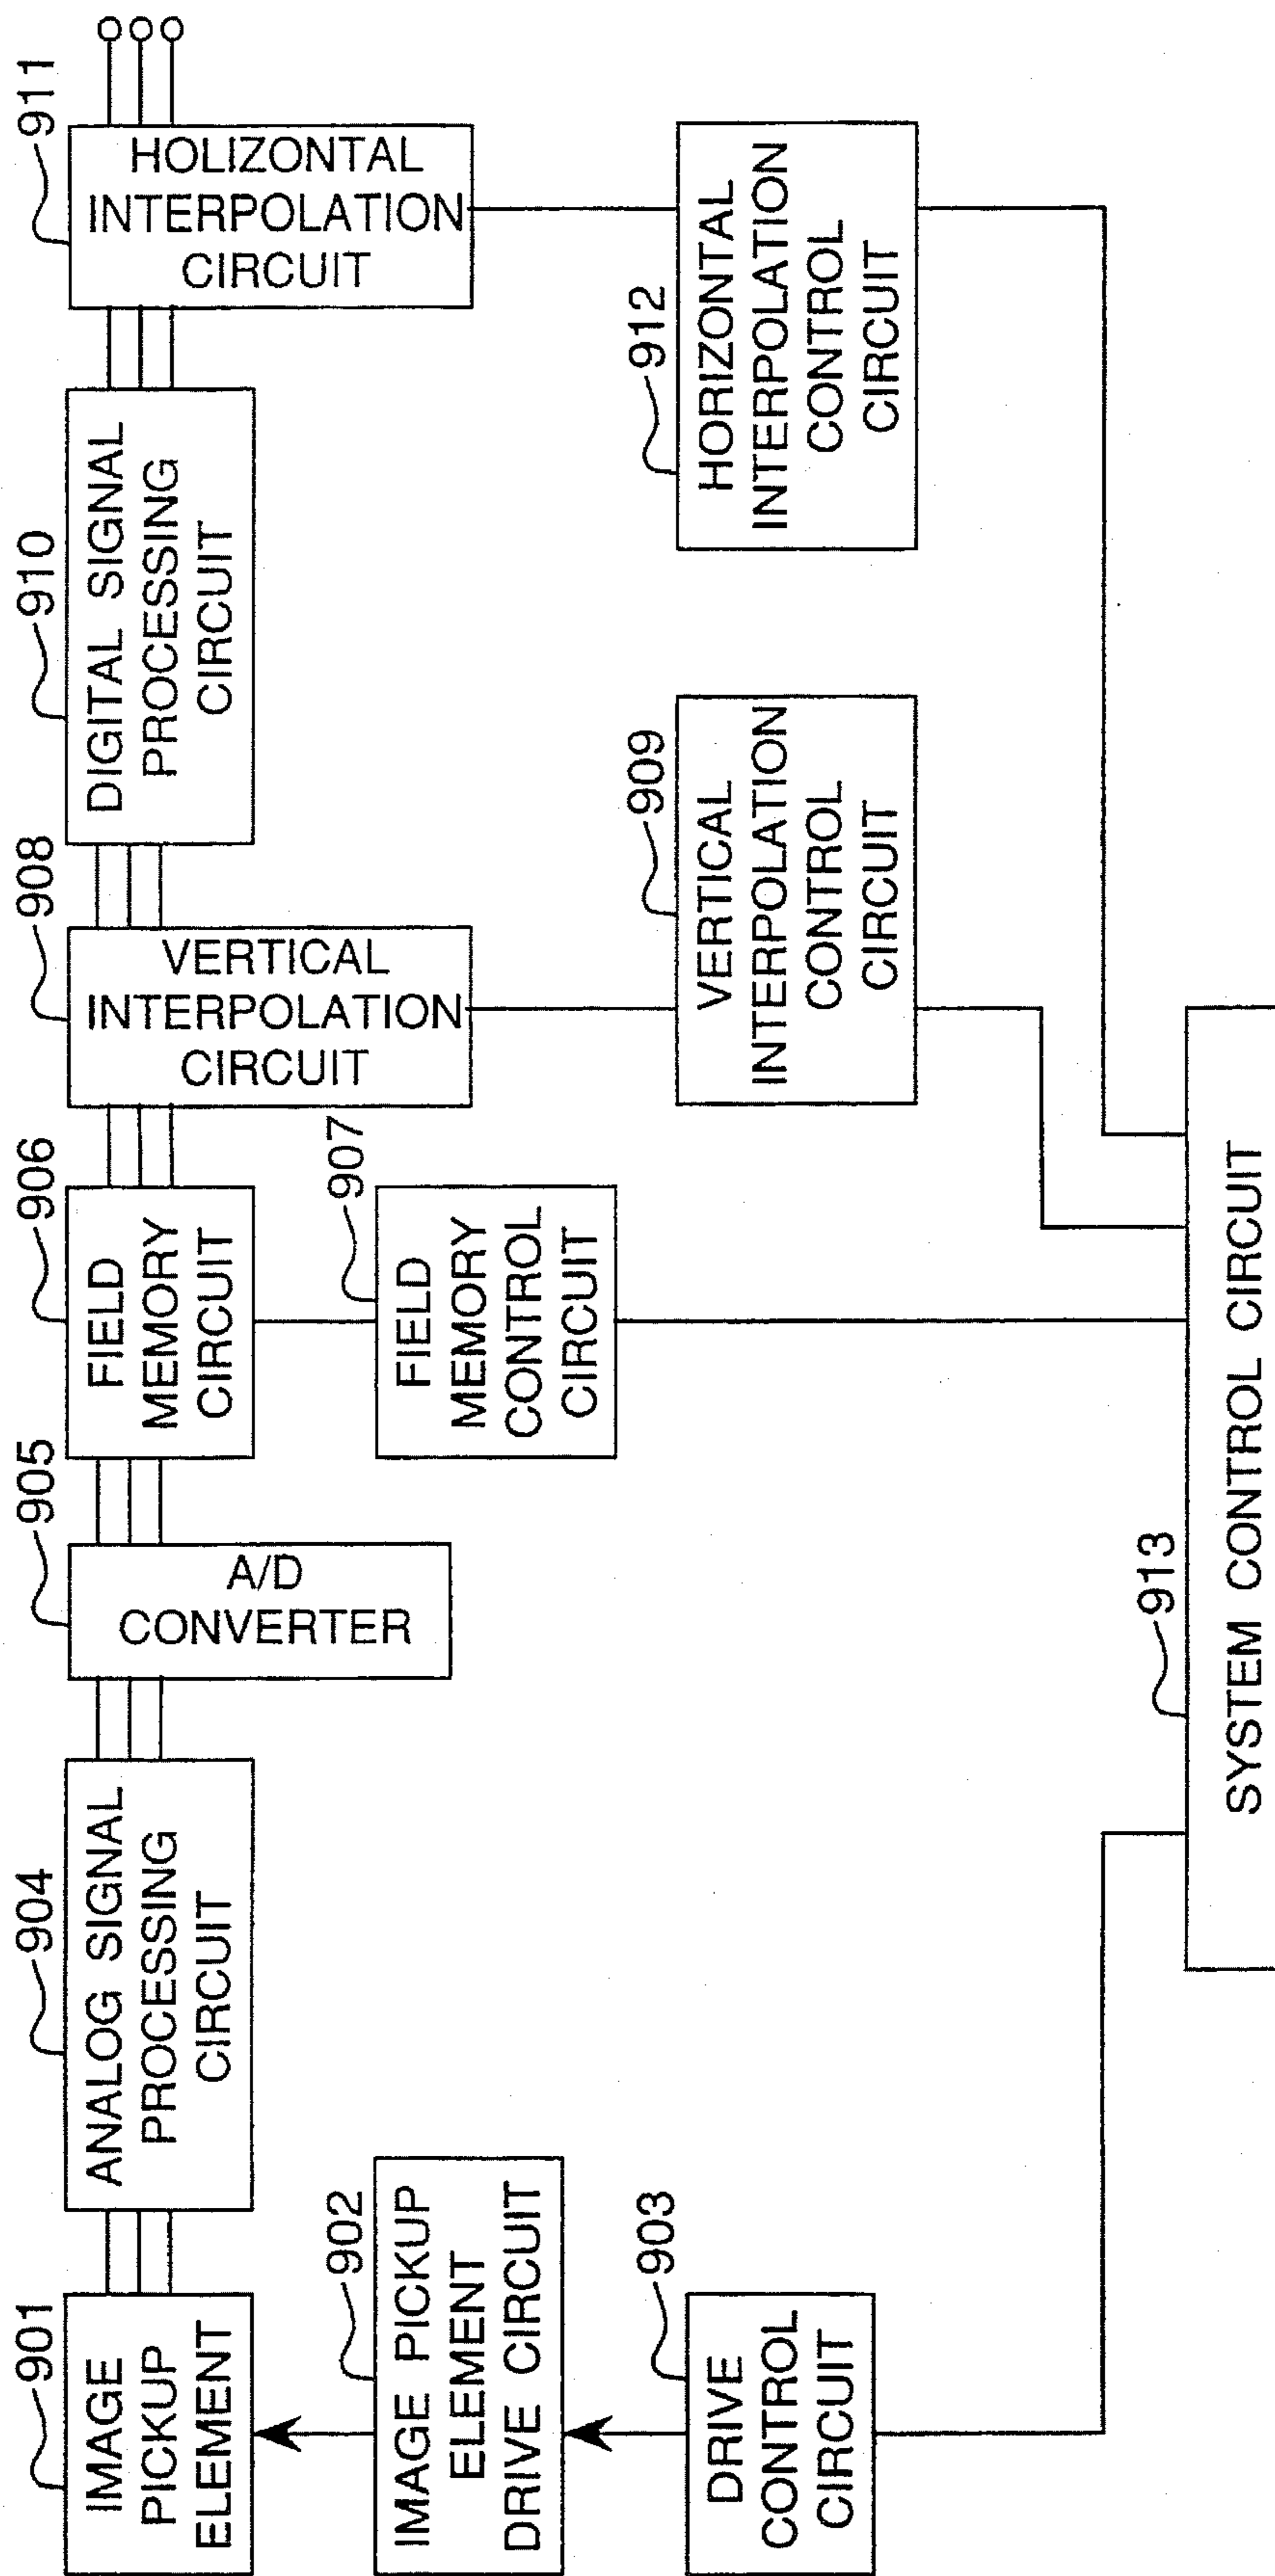 901
IMAGE
PICKUP
ELEMENT
904
ANALOG SIGNAL
PROCESSING
CIRCUIT
905
A/D
CONVERTER
906
FIELD
MEMORY
CIRCUIT
908
VERTICAL
INTERPOLATION
CIRCUIT
910
DIGITAL SIGNAL
PROCESSING
CIRCUIT
911
HOLIZONTAL
INTERPOLATION
CIRCUIT
902
IMAGE PICKUP
ELEMENT
DRIVE CIRCUIT
907
FIELD
MEMORY
CONTROL
CIRCUIT
903
DRIVE
CONTROL
CIRCUIT
909
VERTICAL
INTERPOLATION
CONTROL
CIRCUIT
912
HORIZONTAL
INTERPOLATION
CONTROL
CIRCUIT
913
SYSTEM CONTROL CIRCUIT